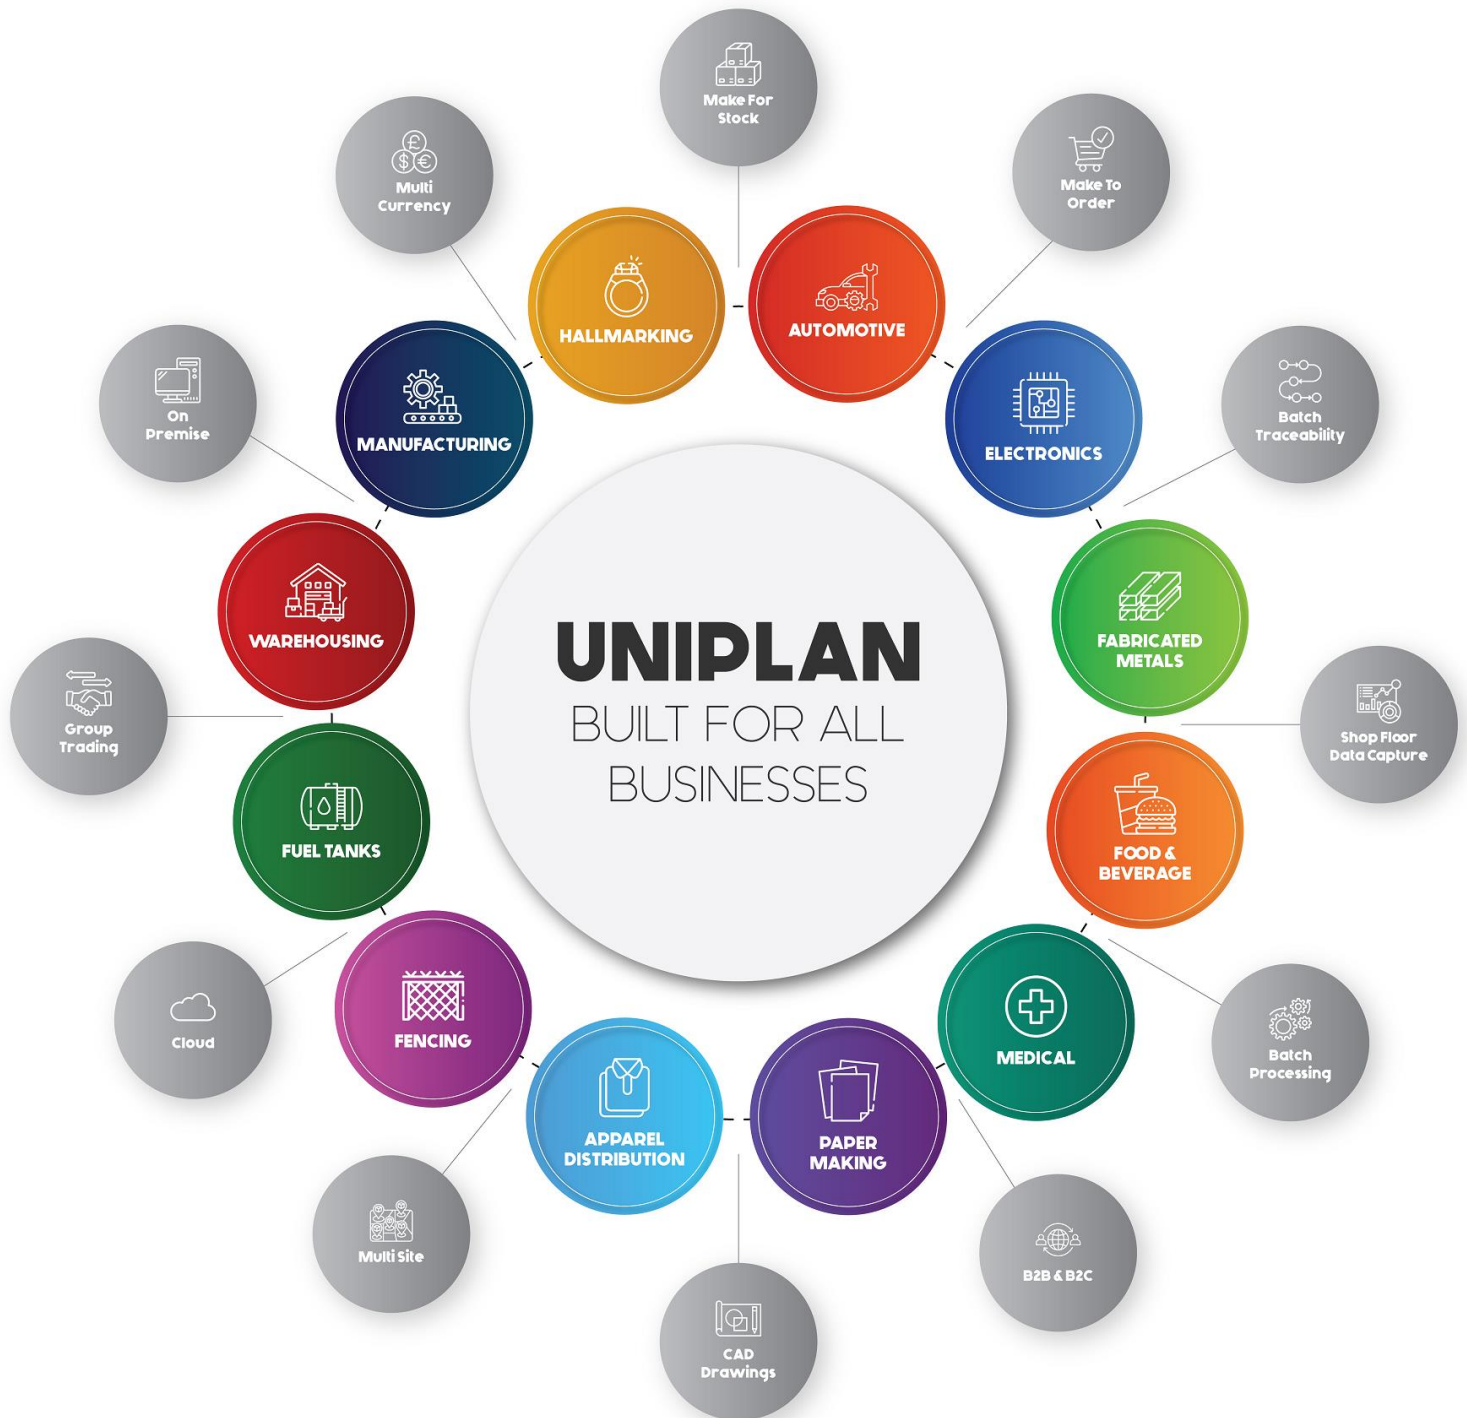 UNIPLAN
BUILT FOR ALL
BUSINESSES
Make For
Stock
Make To
Order
Batch
Traceability
Shop Floor
Data Capture
Batch
Processing
B2B & B2C
CAD
Drawings
Multi Site
Cloud
Group
Trading
On
Premise
Multi
Currency
HALLMARKING
AUTOMOTIVE
ELECTRONICS
FABRICATED
METALS
FOOD &
BEVERAGE
MEDICAL
PAPER
MAKING
APPAREL
DISTRIBUTION
FENCING
FUEL TANKS
WAREHOUSING
MANUFACTURING